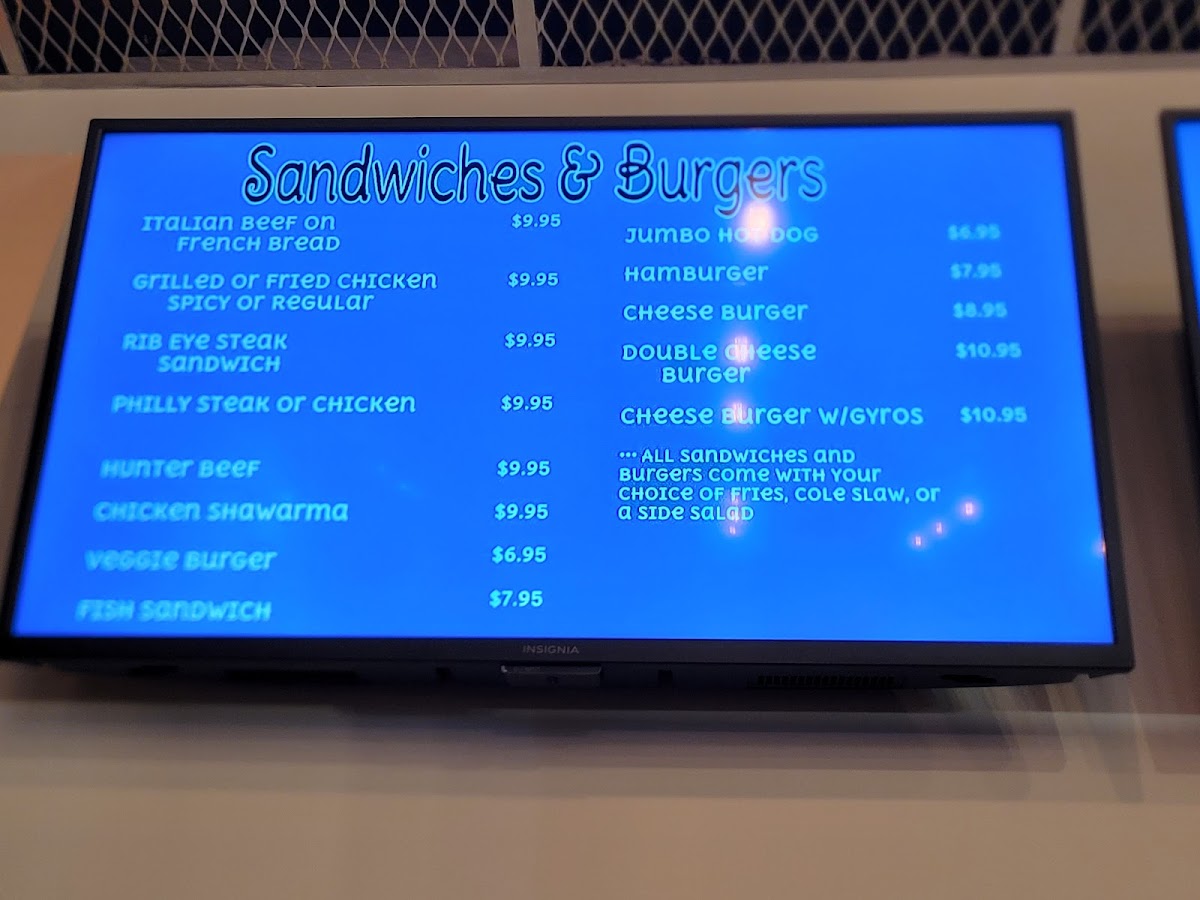 Sandwiches & Burgers
Italian Beef on $9.95
French Bread
Grilled or Fried Chicken $9.95
Spicy or Regular
Rib Eye Steak $9.95
Sandwich
Philly Steak or Chicken $9.95
Hunter Beef $9.95
Chicken Shawarma $9.95
Veggie Burger $6.95
Fish Sandwich $7.95
Jumbo Hot Dog $6.95
Hamburger $7.95
Cheese Burger $8.95
Double Cheese $10.95
Burger
Cheese Burger w/Gyros $10.95
*** All sandwiches and
burgers come with your
choice of fries, cole slaw, or
a side salad
INSIGNIA